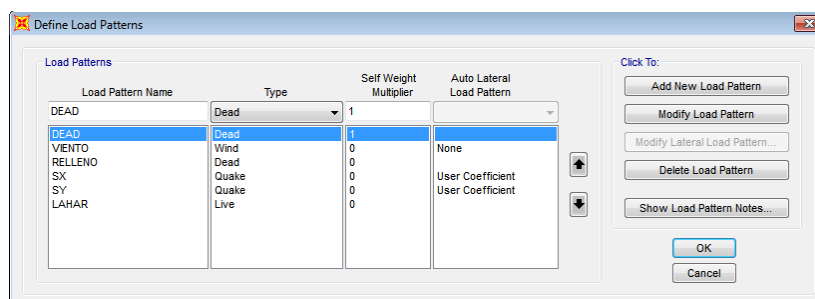 Define Load Patterns
Load Patterns
Click To:
Load Pattern Name Type Self Weight Multiplier Auto Lateral Load Pattern
DEAD Dead 1
DEAD Dead 1
VIENTO Wind 0 None
RELLENO Dead 0
SX Quake 0 User Coefficient
SY Quake 0 User Coefficient
LAHAR Live 0
Add New Load Pattern
Modify Load Pattern
Modify Lateral Load Pattern...
Delete Load Pattern
Show Load Pattern Notes...
OK
Cancel